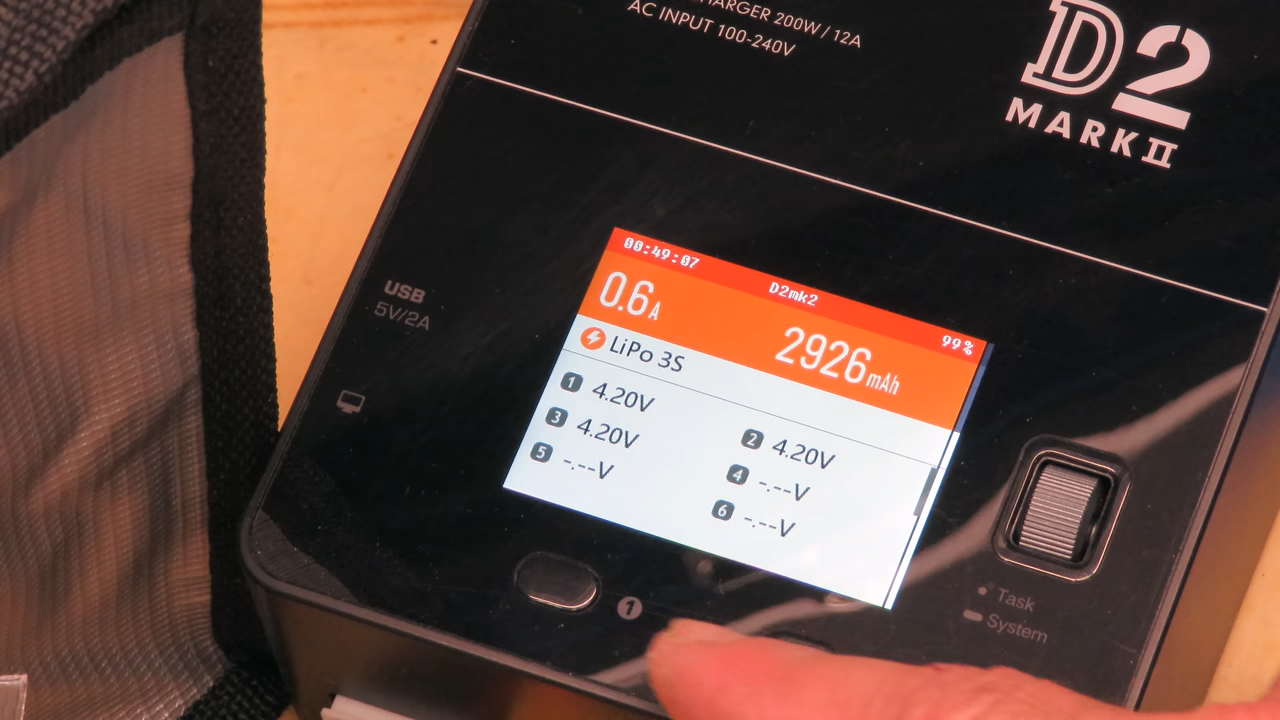 CHARGER 200W / 12A
AC INPUT 100-240V
D2
MARK II
USB
5V/2A
00:49:07
D2mk2
99%
0.6A
2926mAh
LiPo 3S
1 4.20V
2 4.20V
3 4.20V
4 -.--V
5 -.--V
6 -.--V
1
Task
System